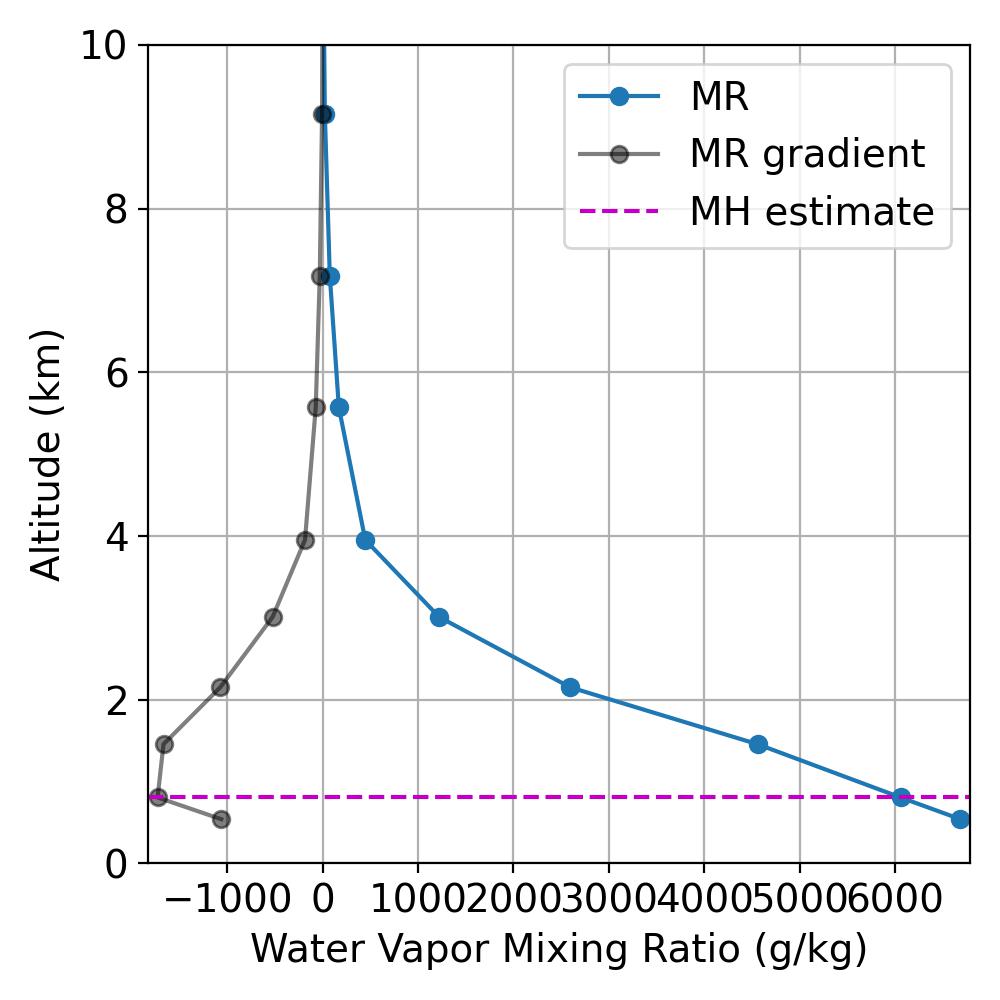 10
8
6
4
2
0
Altitude (km)
MR
MR gradient
MH estimate
−1000 0 1000 2000 3000 4000 5000 6000
Water Vapor Mixing Ratio (g/kg)